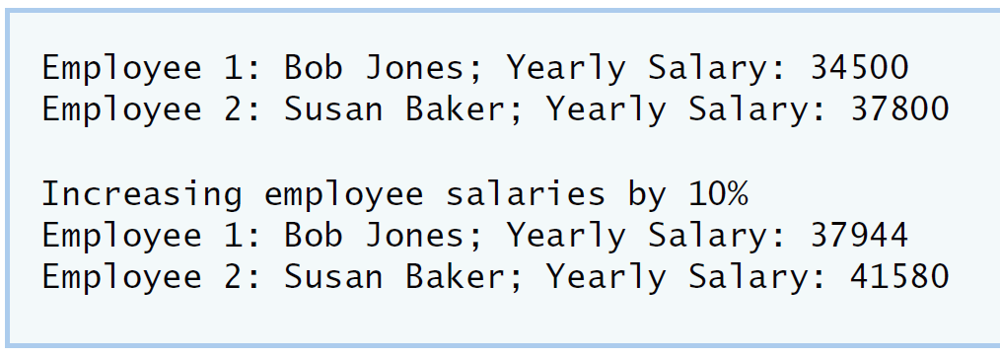 Employee 1: Bob Jones; Yearly Salary: 34500
Employee 2: Susan Baker; Yearly Salary: 37800
Increasing employee salaries by 10%
Employee 1: Bob Jones; Yearly Salary: 37944
Employee 2: Susan Baker; Yearly Salary: 41580